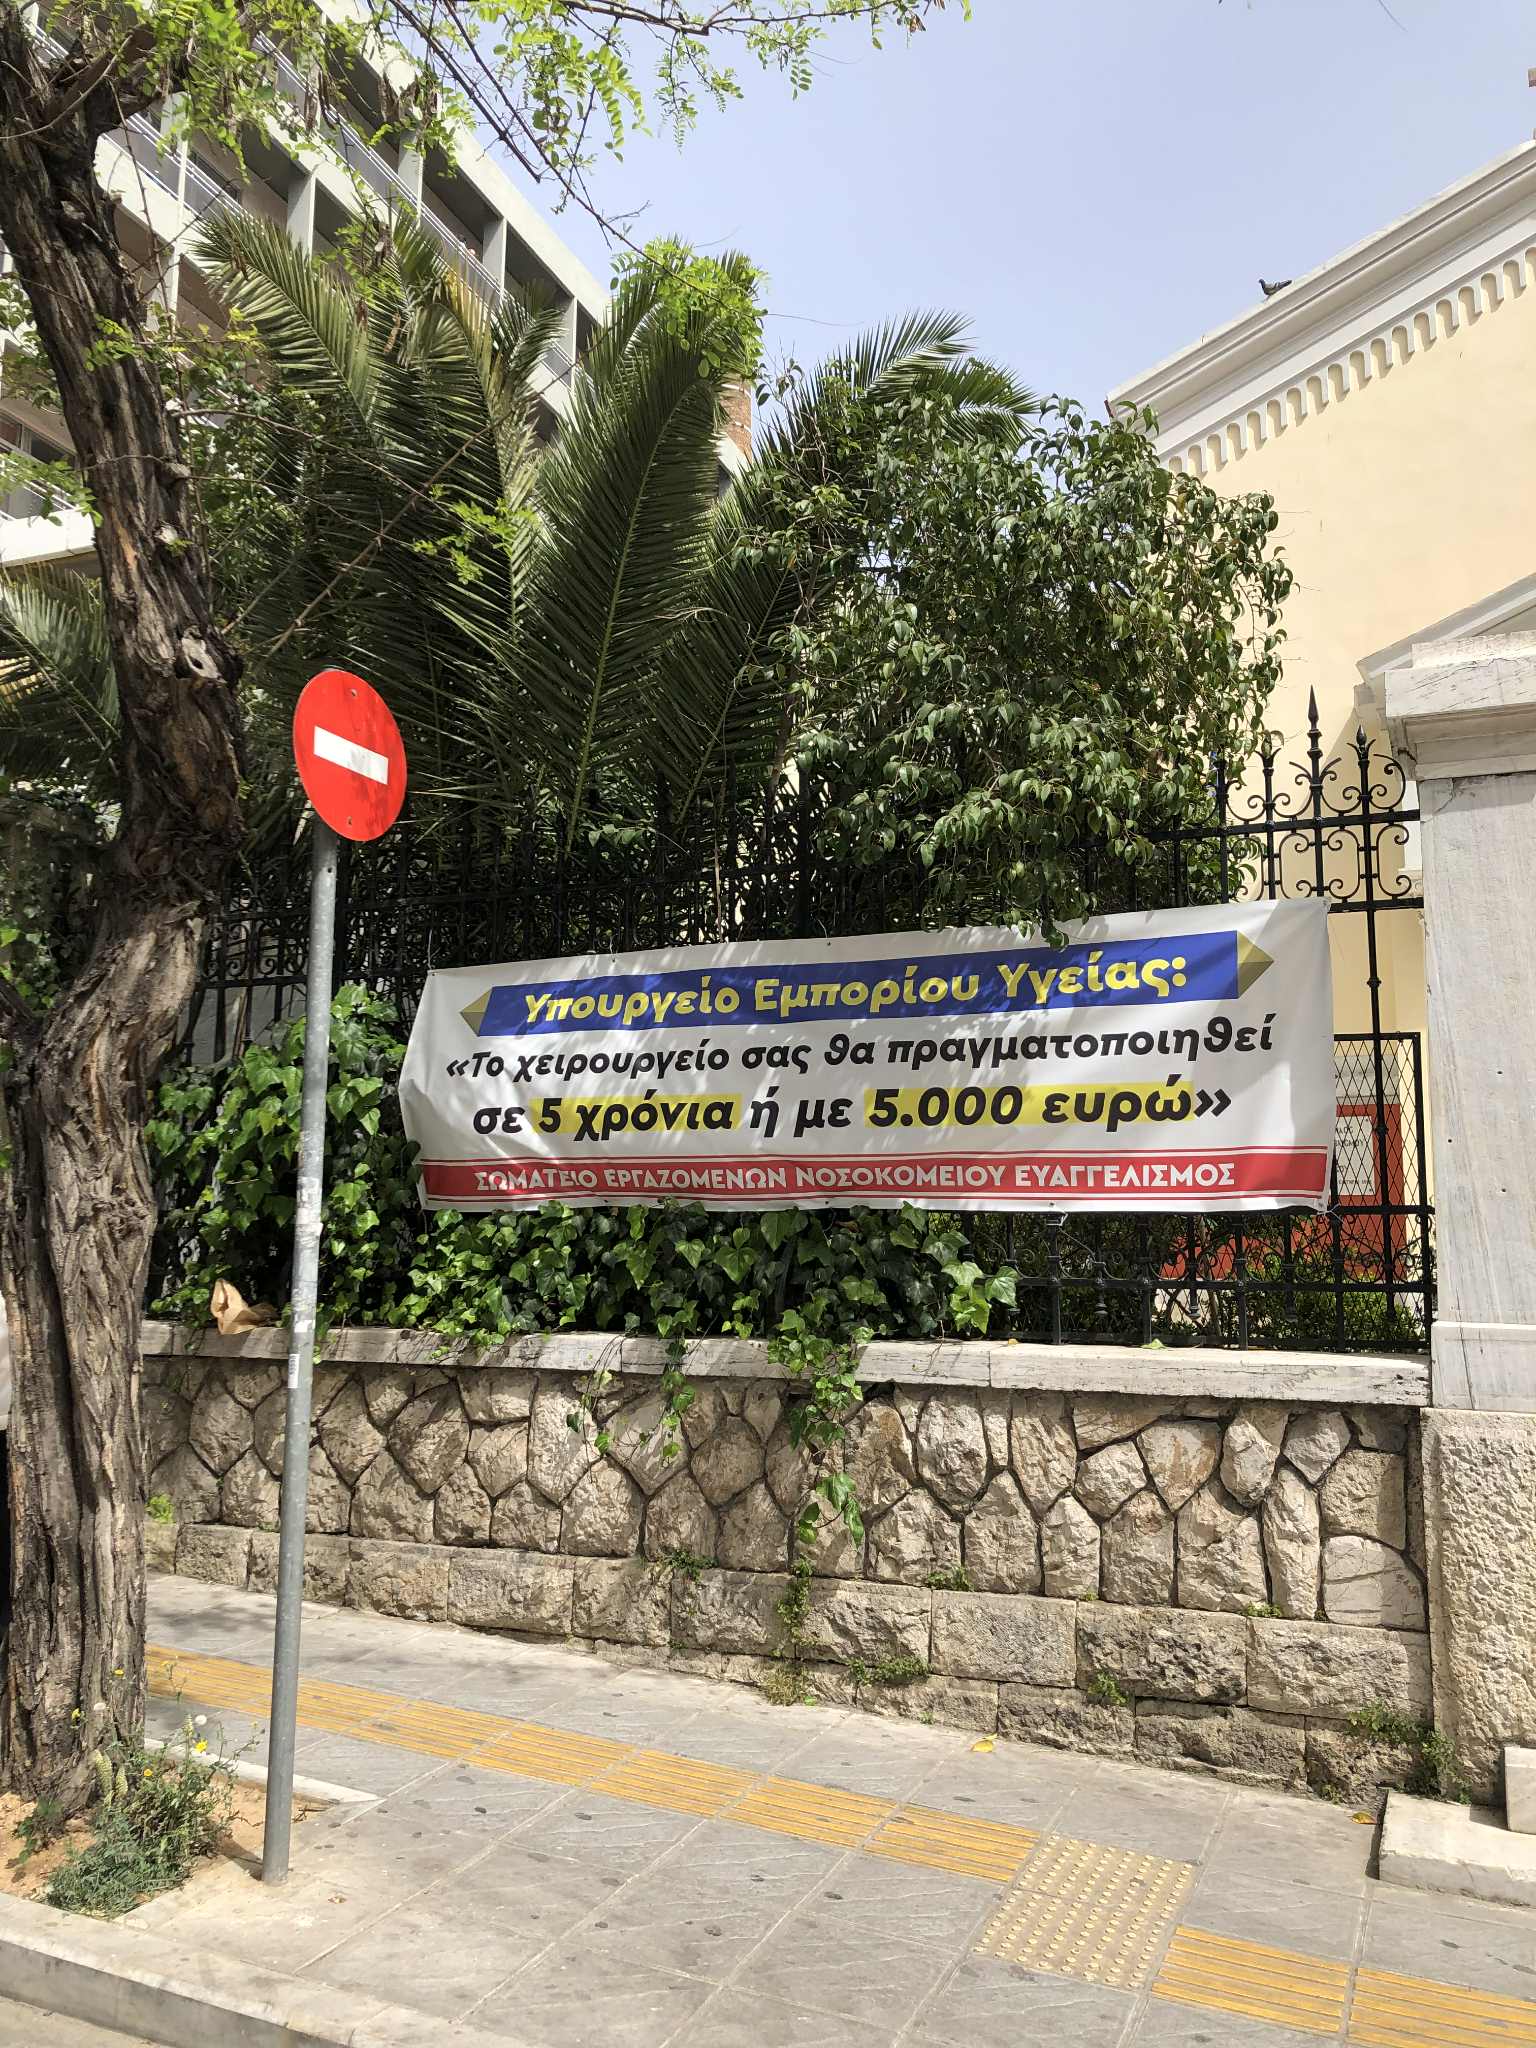 Υπουργείο Εμπορίου Υγείας:
«Το χειρουργείο σας θα πραγματοποιηθεί
σε 5 χρόνια ή με 5.000 ευρώ»
ΣΩΜΑΤΕΙΟ ΕΡΓΑΖΟΜΕΝΩΝ ΝΟΣΟΚΟΜΕΙΟΥ ΕΥΑΓΓΕΛΙΣΜΟΣ